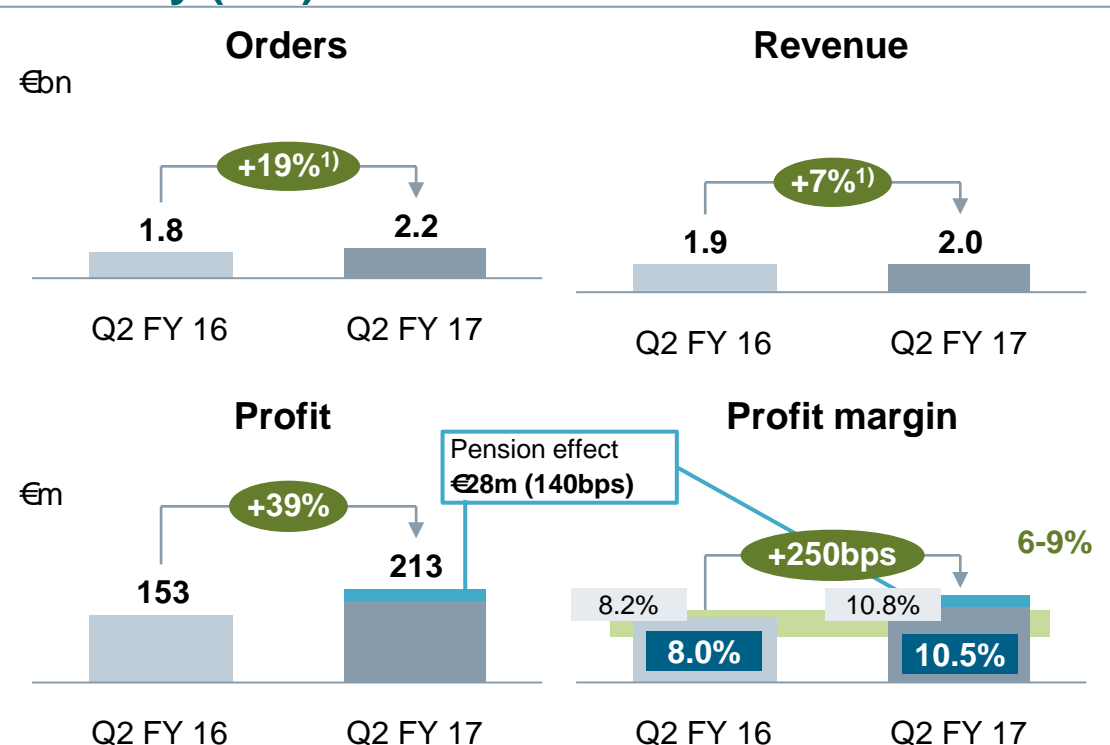 Orders
€bn
+19%1)
1.8
2.2
Q2 FY 16
Q2 FY 17
Revenue
+7%1)
1.9
2.0
Q2 FY 16
Q2 FY 17
Profit
€m
Pension effect
€28m (140bps)
+39%
153
213
Q2 FY 16
Q2 FY 17
Profit margin
+250bps
6-9%
8.2%
10.8%
8.0%
10.5%
Q2 FY 16
Q2 FY 17